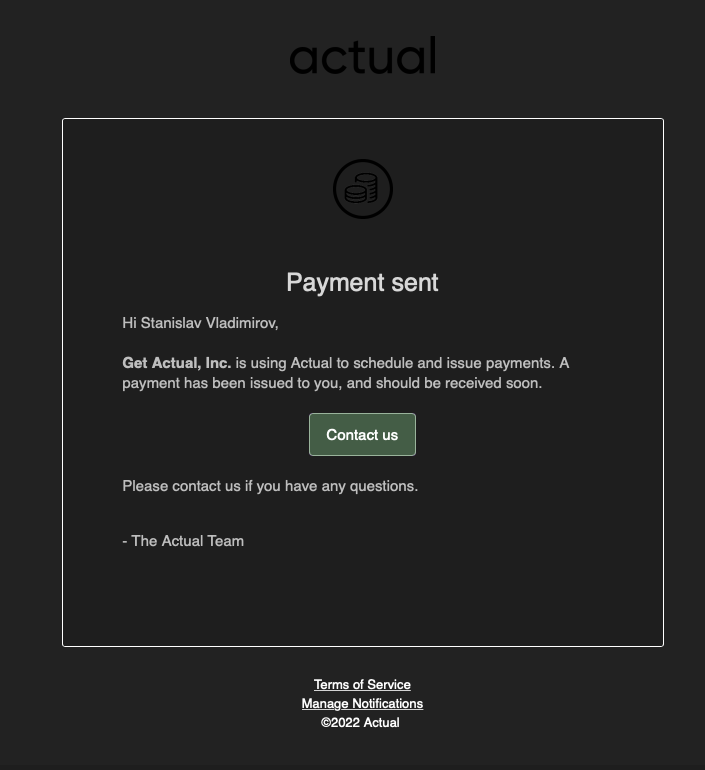 actual
Payment sent
Hi Stanislav Vladimirov,
Get Actual, Inc. is using Actual to schedule and issue payments. A
payment has been issued to you, and should be received soon.
Contact us
Please contact us if you have any questions.
- The Actual Team
Terms of Service
Manage Notifications
©2022 Actual